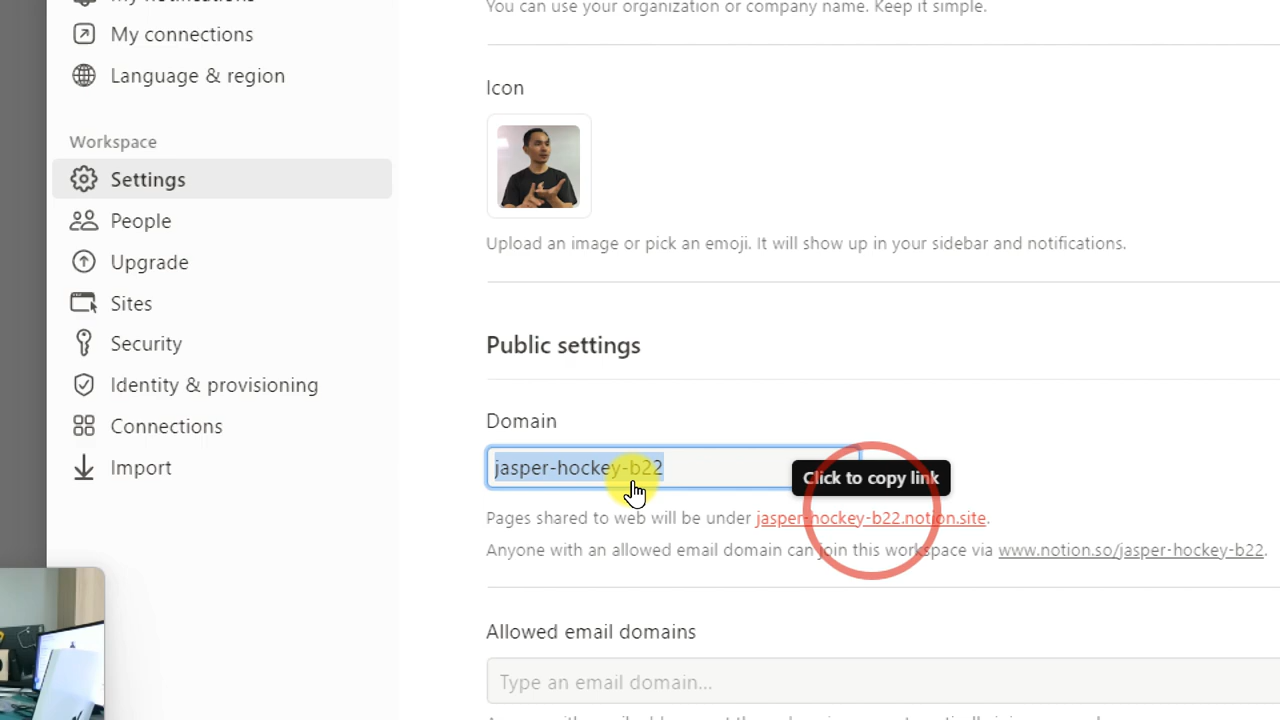 You can use your organization or company name. Keep it simple.
My notifications
My connections
Language & region
Workspace
Settings
People
Upgrade
Sites
Security
Identity & provisioning
Connections
Import
Icon
Upload an image or pick an emoji. It will show up in your sidebar and notifications.
Public settings
Domain
jasper-hockey-b22
Click to copy link
Pages shared to web will be under jasper-hockey-b22.notion.site.
Anyone with an allowed email domain can join this workspace via www.notion.so/jasper-hockey-b22.
Allowed email domains
Type an email domain...